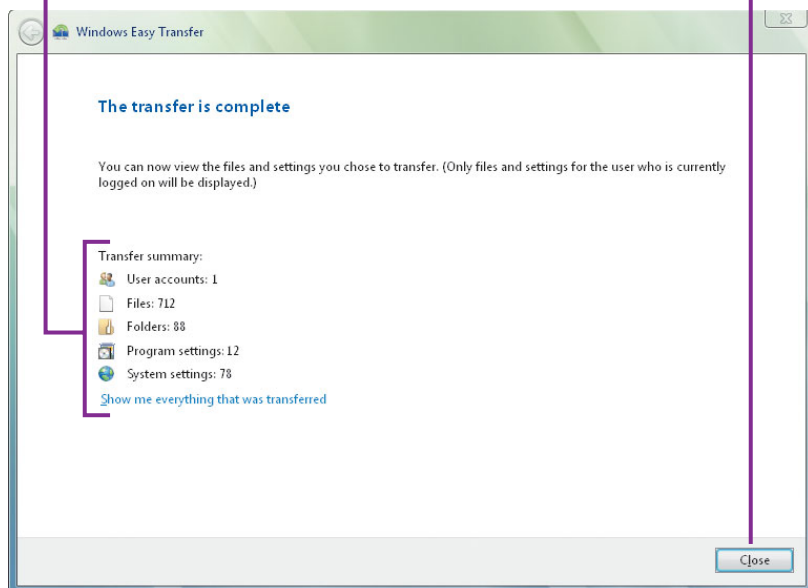 Windows Easy Transfer
The transfer is complete
You can now view the files and settings you chose to transfer. (Only files and settings for the user who is currently
logged on will be displayed.)
Transfer summary:
User accounts: 1
Files: 712
Folders: 88
Program settings: 12
System settings: 78
Show me everything that was transferred
Close